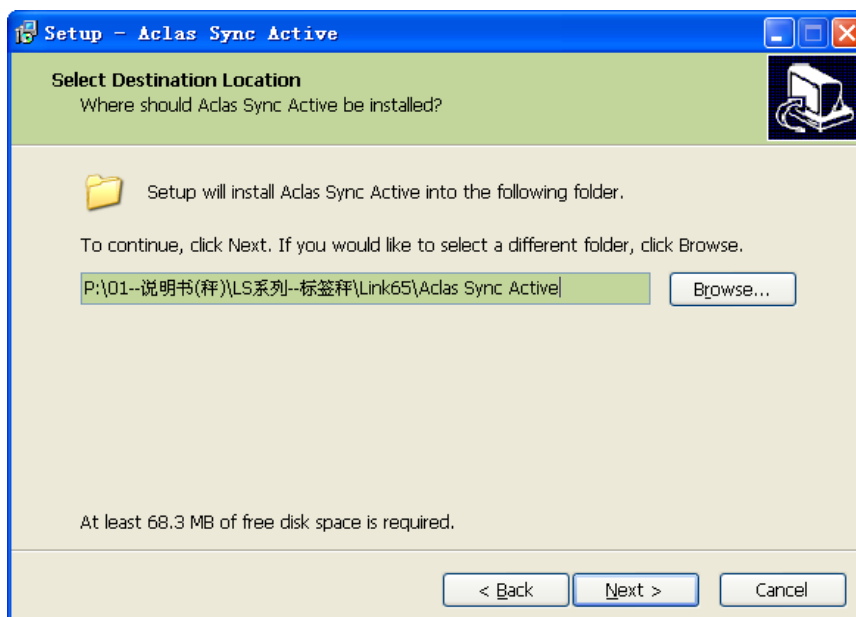 Setup - Aclas Sync Active
Select Destination Location
Where should Aclas Sync Active be installed?
Setup will install Aclas Sync Active into the following folder.
To continue, click Next. If you would like to select a different folder, click Browse.
P:\01--说明书(秤)\LS系列--标签秤\Link65\Aclas Sync Active
Browse...
At least 68.3 MB of free disk space is required.
< Back
Next >
Cancel